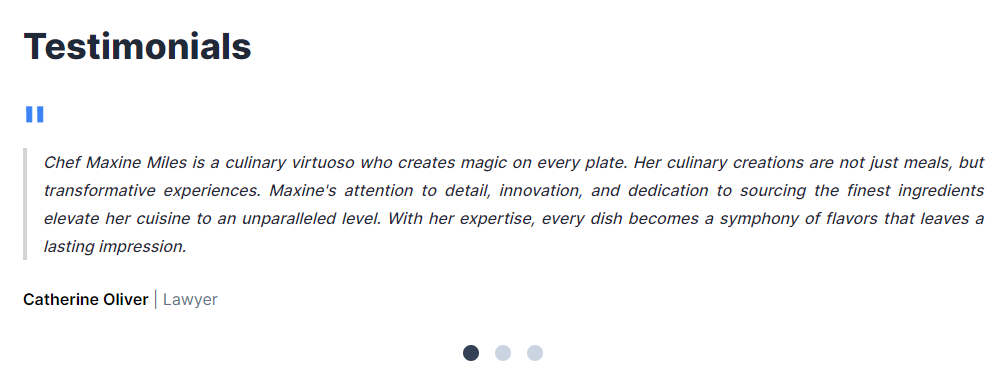 Testimonials
"
Chef Maxine Miles is a culinary virtuoso who creates magic on every plate. Her culinary creations are not just meals, but
transformative experiences. Maxine's attention to detail, innovation, and dedication to sourcing the finest ingredients
elevate her cuisine to an unparalleled level. With her expertise, every dish becomes a symphony of flavors that leaves a
lasting impression.
Catherine Oliver | Lawyer